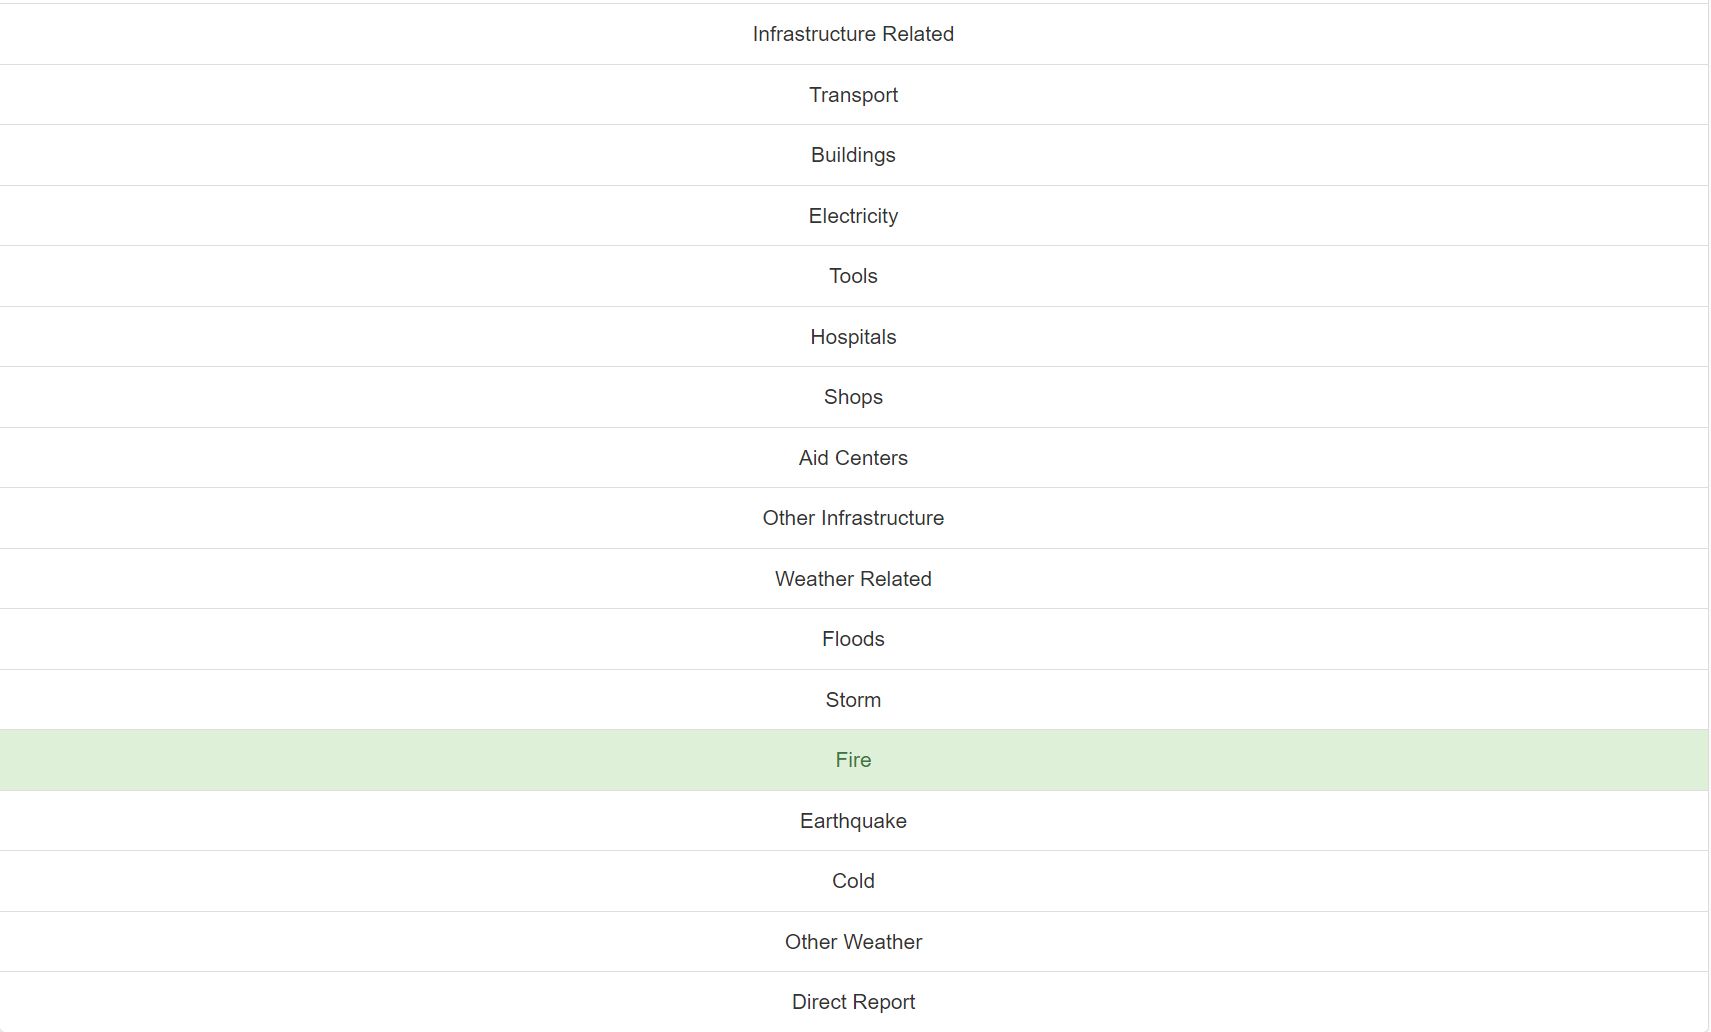 Infrastructure Related
Transport
Buildings
Electricity
Tools
Hospitals
Shops
Aid Centers
Other Infrastructure
Weather Related
Floods
Storm
Fire
Earthquake
Cold
Other Weather
Direct Report